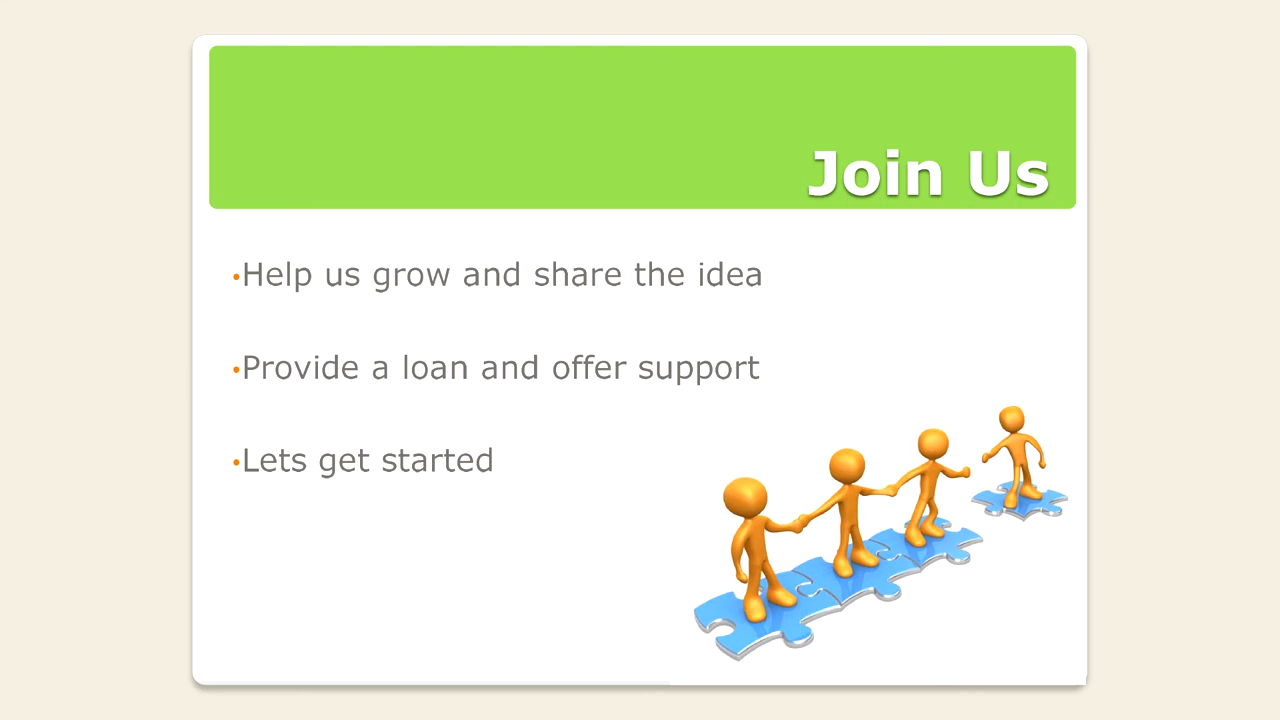 Join Us
•Help us grow and share the idea
•Provide a loan and offer support
•Lets get started